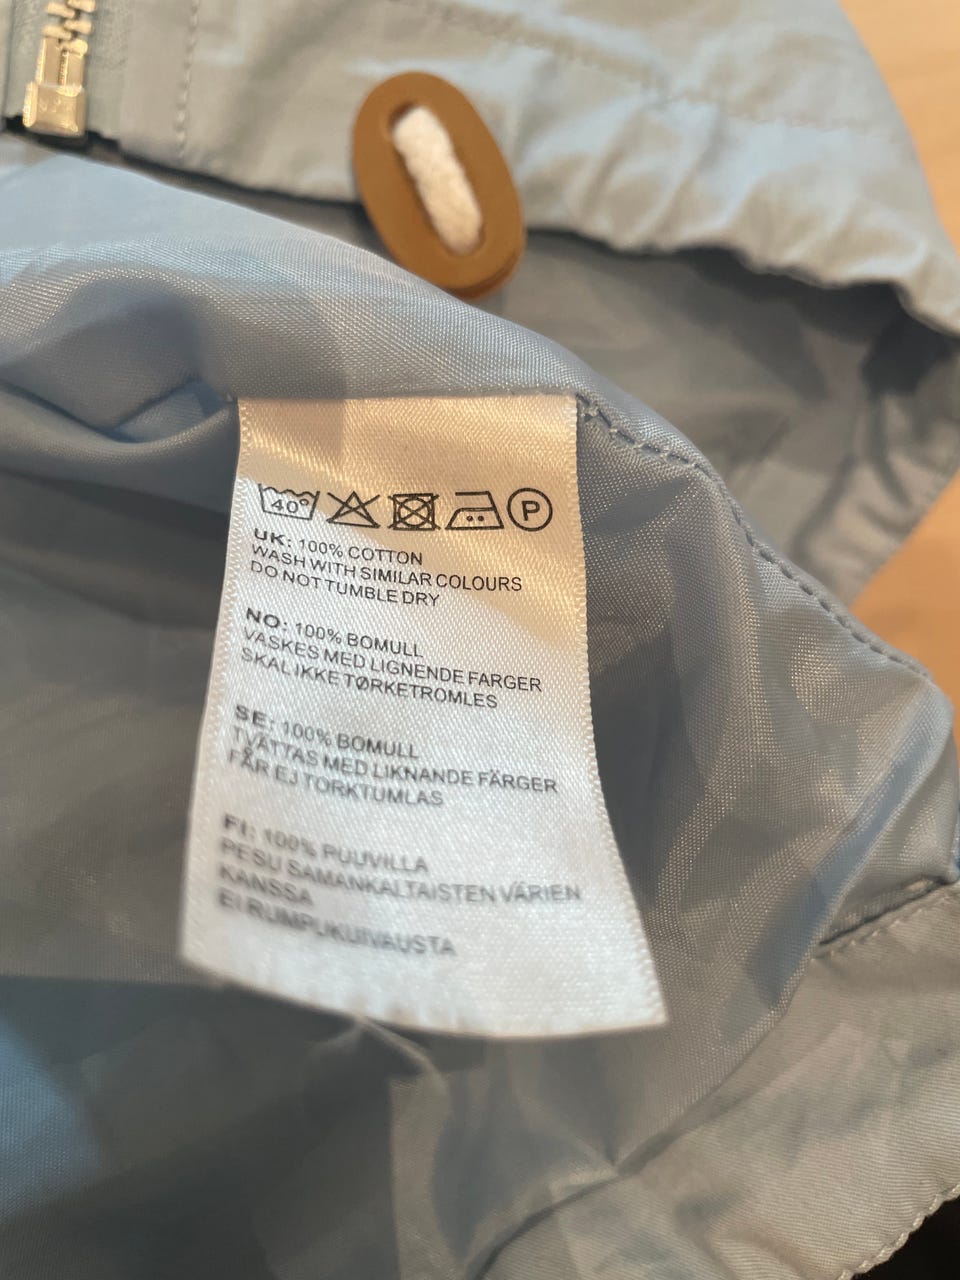 40° P
UK: 100% COTTON
WASH WITH SIMILAR COLOURS
DO NOT TUMBLE DRY
NO: 100% BOMULL
VASKES MED LIGNENDE FARGER
SKAL IKKE TØRKETROMLES
SE: 100% BOMULL
TVÄTTAS MED LIKNANDE FÄRGER
FÅR EJ TORKTUMLAS
FI: 100% PUUVILLA
PESU SAMANKALTAISTEN VÄRIEN
KANSSA
EI RUMPUKUIVAUSTA